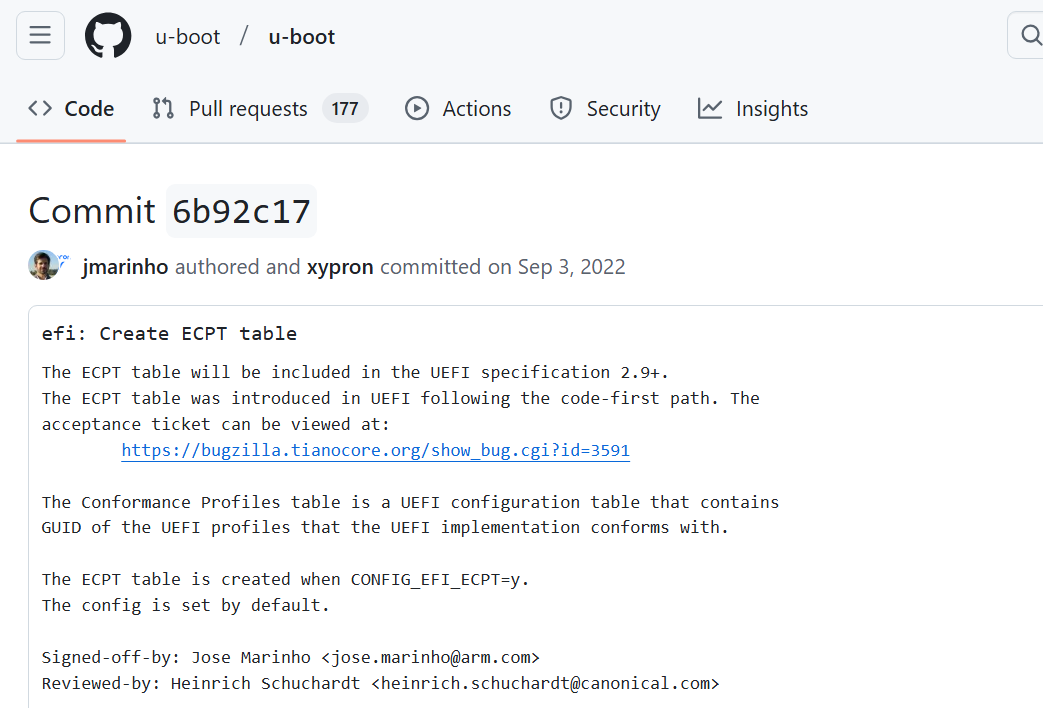 u-boot / u-boot
Code Pull requests 177 Actions Security Insights
Commit 6b92c17
jmarinho authored and xypron committed on Sep 3, 2022
efi: Create ECPT table
The ECPT table will be included in the UEFI specification 2.9+.
The ECPT table was introduced in UEFI following the code-first path. The
acceptance ticket can be viewed at:
https://bugzilla.tianocore.org/show_bug.cgi?id=3591
The Conformance Profiles table is a UEFI configuration table that contains
GUID of the UEFI profiles that the UEFI implementation conforms with.
The ECPT table is created when CONFIG_EFI_ECPT=y.
The config is set by default.
Signed-off-by: Jose Marinho <jose.marinho@arm.com>
Reviewed-by: Heinrich Schuchardt <heinrich.schuchardt@canonical.com>